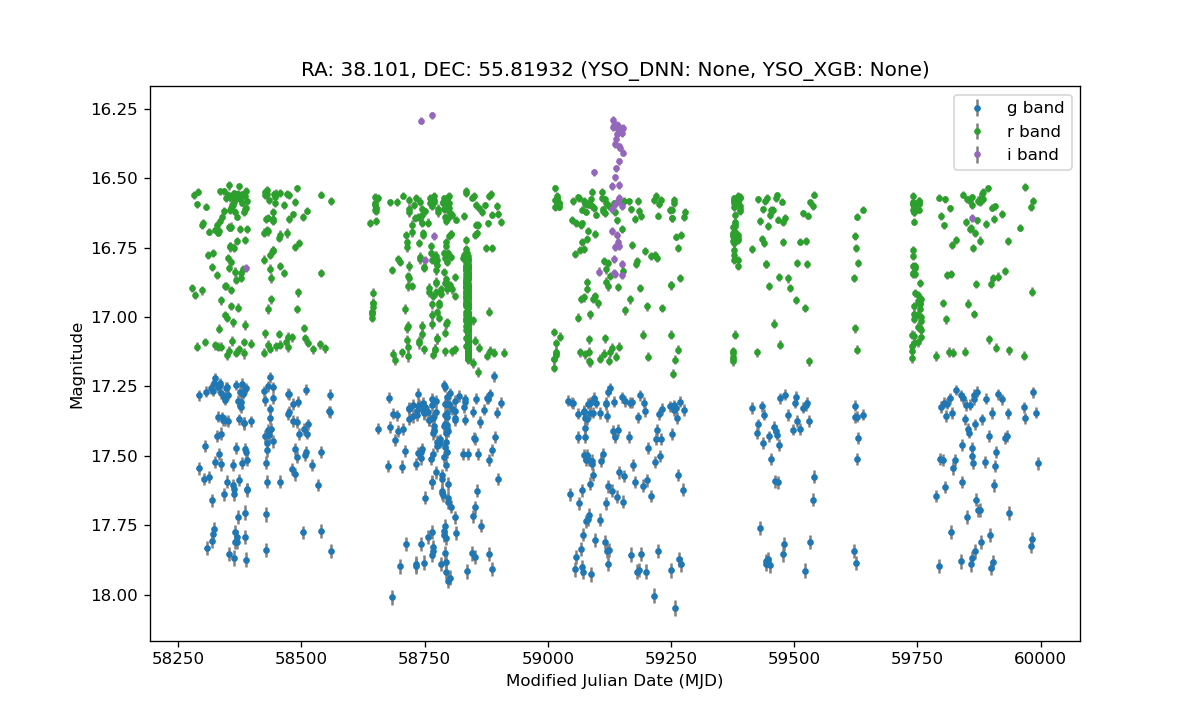 RA: 38.101, DEC: 55.81932 (YSO_DNN: None, YSO_XGB: None)
g band
r band
i band
16.25
16.50
16.75
17.00
17.25
17.50
17.75
18.00
Magnitude
58250 58500 58750 59000 59250 59500 59750 60000
Modified Julian Date (MJD)